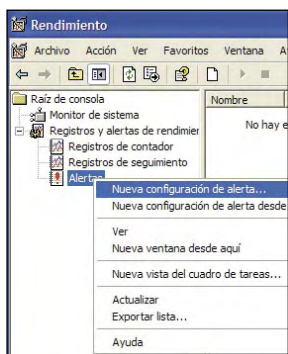 Rendimiento
Archivo Acción Ver Favoritos Ventana
Raíz de consola
Nombre
Monitor de sistema
No hay
Registros y alertas de
Registros de contador
Registros de seguimiento
Alertas
Nueva configuración de alerta...
Nueva configuración de alerta desde
Ver
Nueva ventana desde aquí
Nueva vista del cuadro de tareas...
Actualizar
Exportar lista...
Ayuda